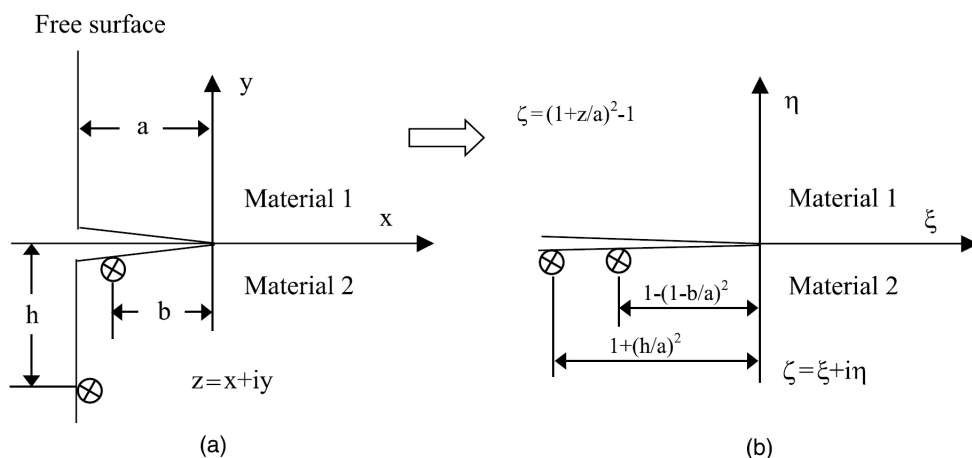 Free surface
y
a
Material 1
x
Material 2
h
b
z=x+iy
(a)
ζ=(1+z/a)²-1
η
Material 1
ξ
Material 2
1-(1-b/a)²
1+(h/a)²
ζ=ξ+iη
(b)